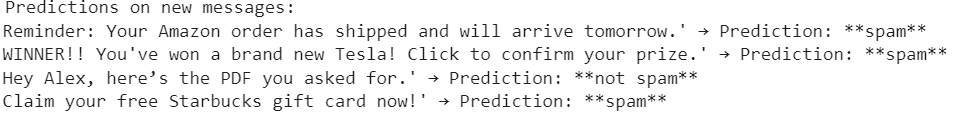 Predictions on new messages:
Reminder: Your Amazon order has shipped and will arrive tomorrow.' → Prediction: **spam**
WINNER!! You've won a brand new Tesla! Click to confirm your prize.' → Prediction: **spam**
Hey Alex, here’s the PDF you asked for.' → Prediction: **not spam**
Claim your free Starbucks gift card now!' → Prediction: **spam**